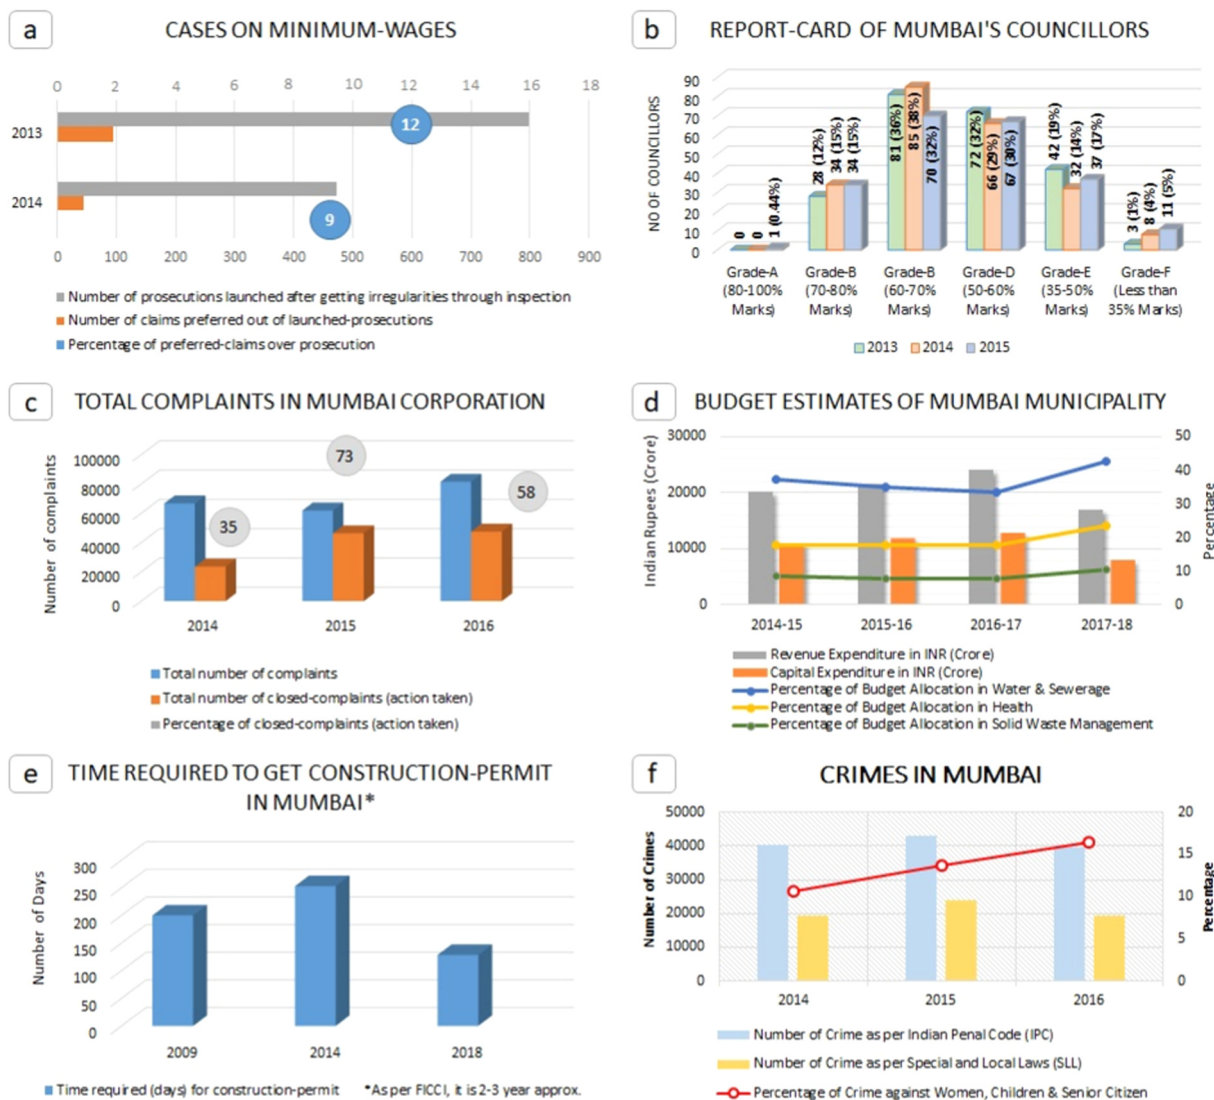 a
CASES ON MINIMUM-WAGES
0 2 4 6 8 10 12 14 16 18
2013
12
2014
9
0 100 200 300 400 500 600 700 800 900
Number of prosecutions launched after getting irregularities through inspection
Number of claims preferred out of launched-prosecutions
Percentage of preferred-claims over prosecution
b
REPORT-CARD OF MUMBAI'S COUNCILLORS
NO OF COUNCILLORS
90
80
70
60
50
40
30
20
10
0
0
0
1 (0.44%)
28 (12%)
34 (15%)
34 (15%)
81 (36%)
85 (38%)
70 (32%)
72 (32%)
66 (29%)
67 (30%)
42 (19%)
32 (14%)
37 (17%)
3 (1%)
8 (4%)
11 (5%)
Grade-A Grade-B Grade-B Grade-D Grade-E Grade-F
(80-100% (70-80% (60-70% (50-60% (35-50% (Less than
Marks) Marks) Marks) Marks) Marks) 35% Marks)
2013 2014 2015
c
TOTAL COMPLAINTS IN MUMBAI CORPORATION
Number of complaints
100000
80000
60000
40000
20000
0
35
73
58
2014 2015 2016
Total number of complaints
Total number of closed-complaints (action taken)
Percentage of closed-complaints (action taken)
d
BUDGET ESTIMATES OF MUMBAI MUNICIPALITY
Indian Rupees (Crore)
30000
20000
10000
0
50
40
30
20
10
0
Percentage
2014-15 2015-16 2016-17 2017-18
Revenue Expenditure in INR (Crore)
Capital Expenditure in INR (Crore)
Percentage of Budget Allocation in Water & Sewerage
Percentage of Budget Allocation in Health
Percentage of Budget Allocation in Solid Waste Management
e
TIME REQUIRED TO GET CONSTRUCTION-PERMIT
IN MUMBAI*
Number of Days
300
250
200
150
100
50
0
2009 2014 2018
Time required (days) for construction-permit *As per FICCI, it is 2-3 year approx.
f
CRIMES IN MUMBAI
Number of Crimes
50000
40000
30000
20000
10000
0
20
15
10
5
0
Percentage
2014 2015 2016
Number of Crime as per Indian Penal Code (IPC)
Number of Crime as per Special and Local Laws (SLL)
Percentage of Crime against Women, Children & Senior Citizen